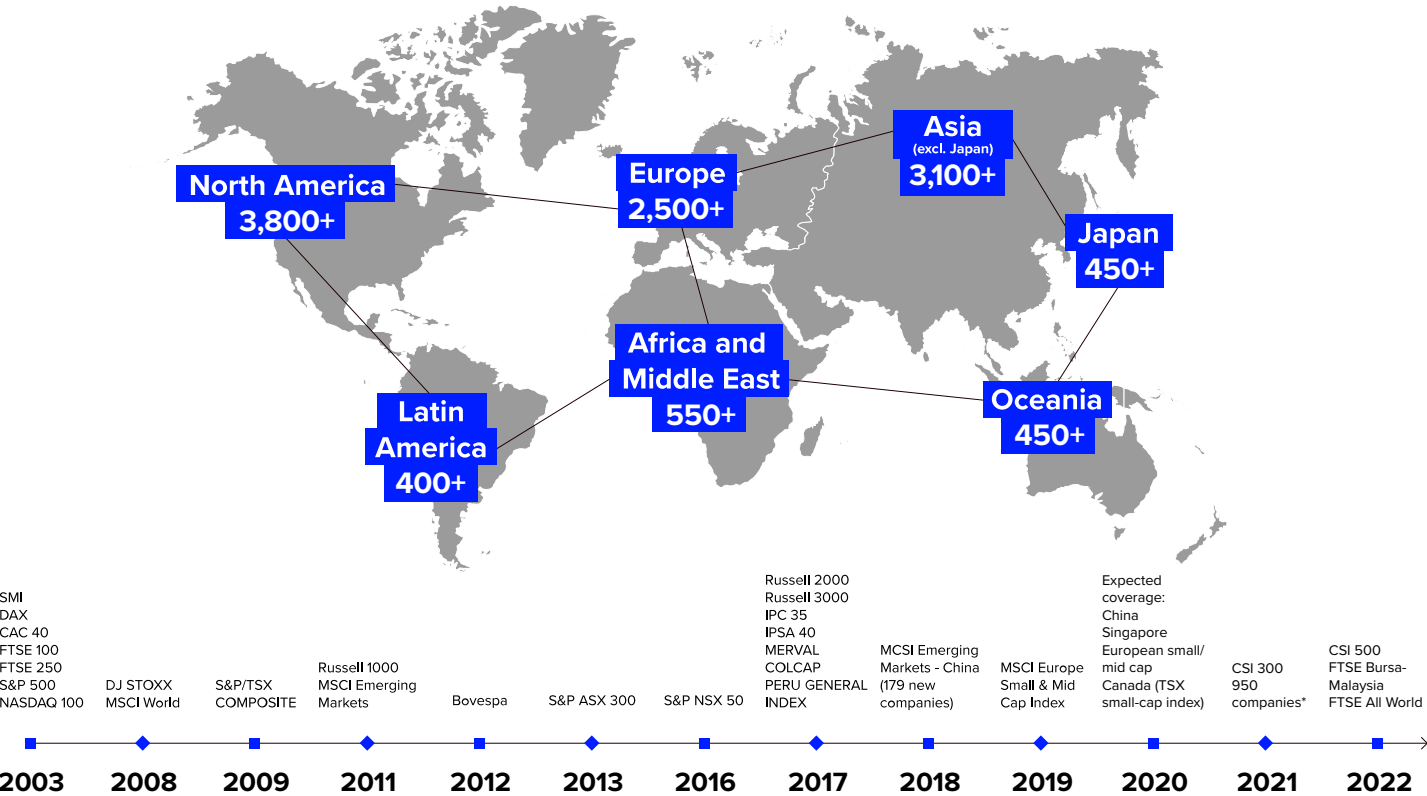 North America
3,800+
Europe
2,500+
Asia
(excl. Japan)
3,100+
Japan
450+
Africa and
Middle East
550+
Oceania
450+
Latin
America
400+
SMI
DAX
CAC 40
FTSE 100
FTSE 250
S&P 500
NASDAQ 100
2003
DJ STOXX
MSCI World
2008
S&P/TSX
COMPOSITE
2009
Russell 1000
MSCI Emerging
Markets
2011
Bovespa
2012
S&P ASX 300
2013
S&P NSX 50
2016
Russell 2000
Russell 3000
IPC 35
IPSA 40
MERVAL
COLCAP
PERU GENERAL
INDEX
2017
MCSI Emerging
Markets - China
(179 new
companies)
2018
MSCI Europe
Small & Mid
Cap Index
2019
Expected
coverage:
China
Singapore
European small/
mid cap
Canada (TSX
small-cap index)
2020
CSI 300
950
companies*
2021
CSI 500
FTSE Bursa-
Malaysia
FTSE All World
2022